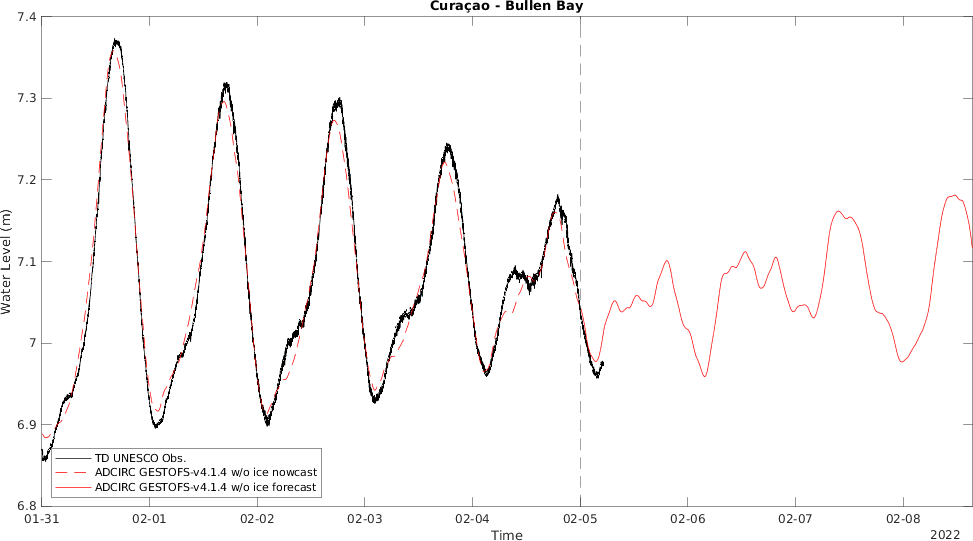 Curaçao - Bullen Bay
7.4
7.3
7.2
7.1
7
6.9
6.8
Water Level (m)
TD UNESCO Obs.
ADCIRC GESTOFS-v4.1.4 w/o ice nowcast
ADCIRC GESTOFS-v4.1.4 w/o ice forecast
01-31 02-01 02-02 02-03 02-04 02-05 02-06 02-07 02-08
Time
2022